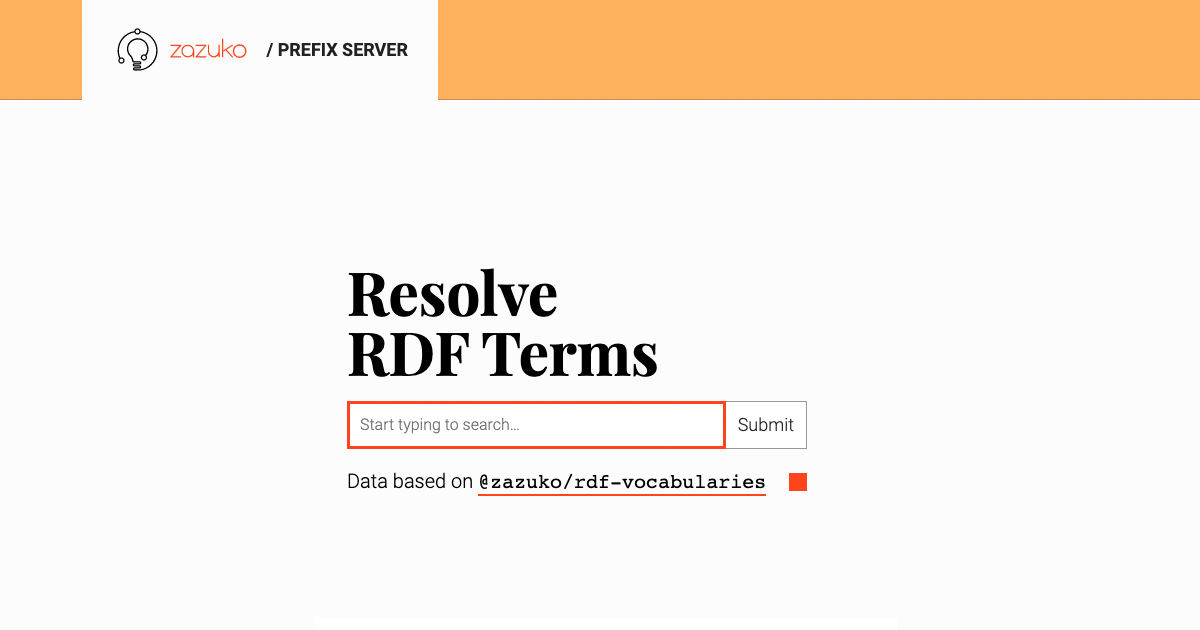 zazuko / PREFIX SERVER
Resolve
RDF Terms
Start typing to search…
Submit
Data based on @zazuko/rdf-vocabularies